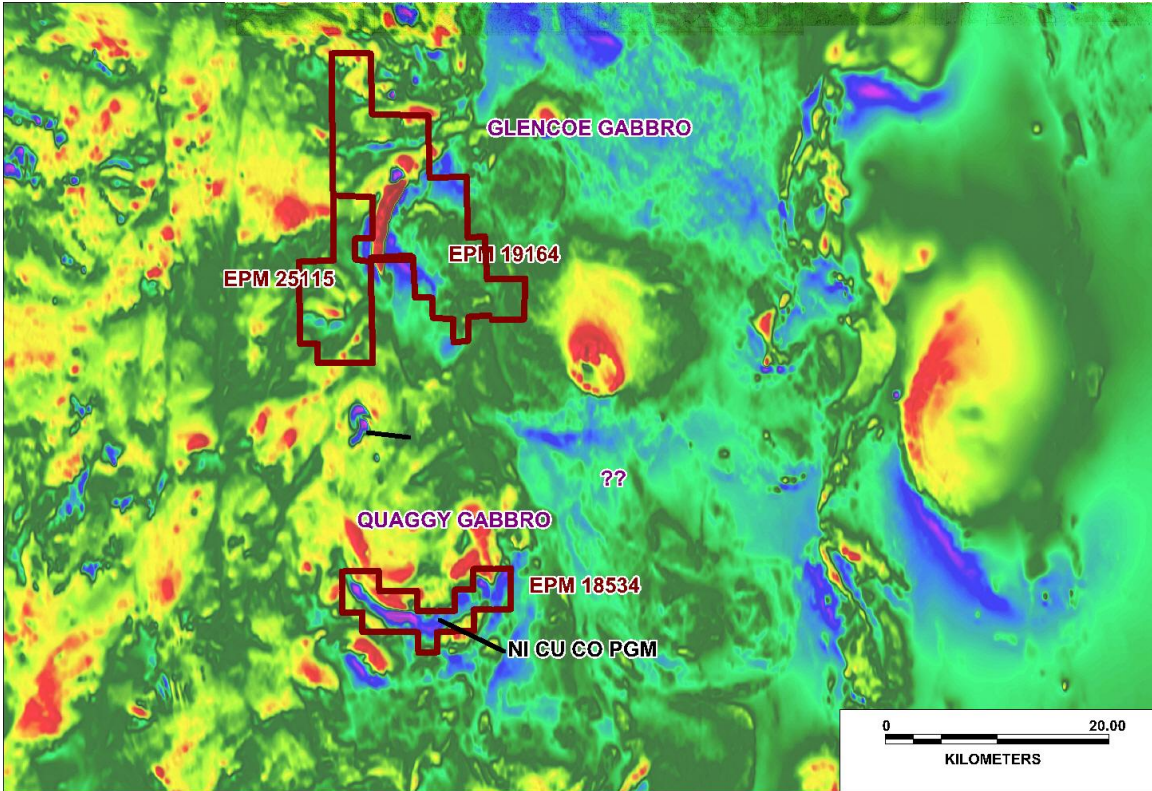 GLENCOE GABBRO
EPM 19164
EPM 25115
??
QUAGGY GABBRO
EPM 18534
NI CU CO PGM
0 20.00
KILOMETERS